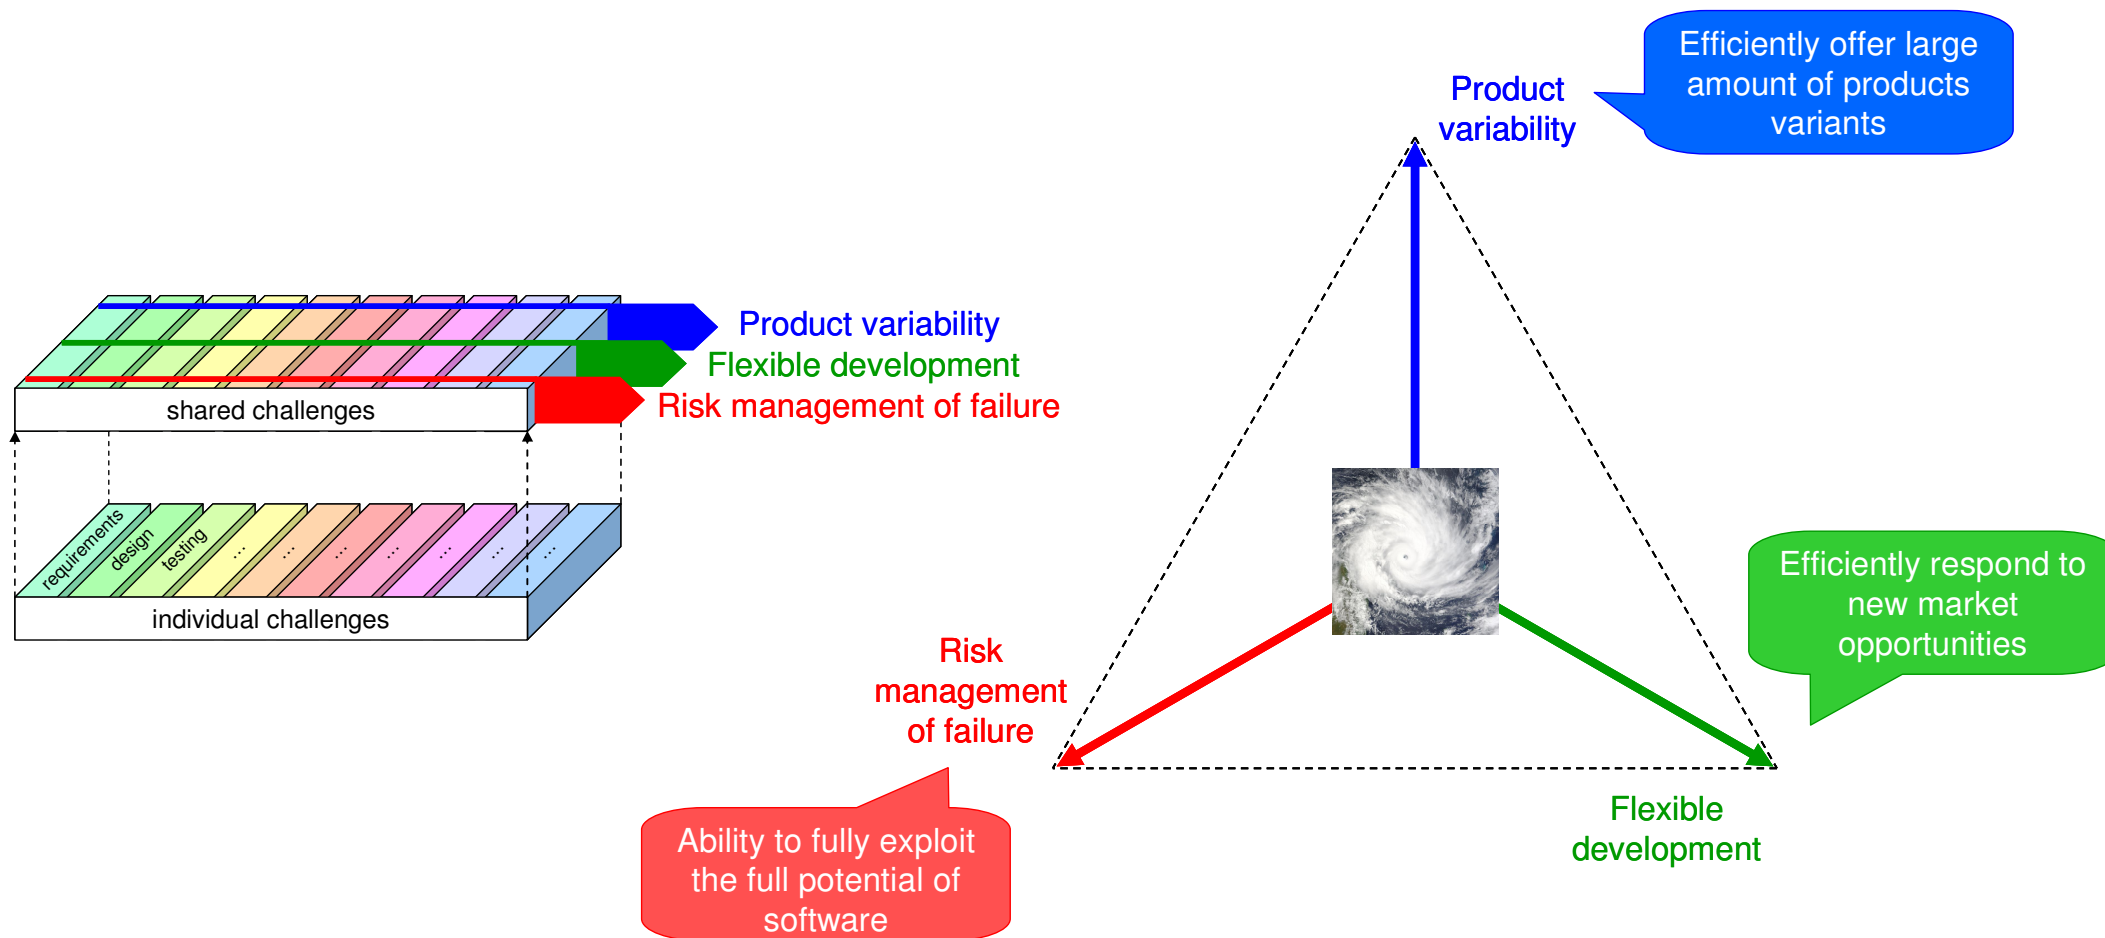 Efficiently offer large
amount of products
variants
Product
variability
Product variability
Flexible development
Risk management of failure
shared challenges
requirements
design
testing
...
...
...
...
...
...
...
individual challenges
Efficiently respond to
new market
opportunities
Risk
management
of failure
Flexible
development
Ability to fully exploit
the full potential of
software